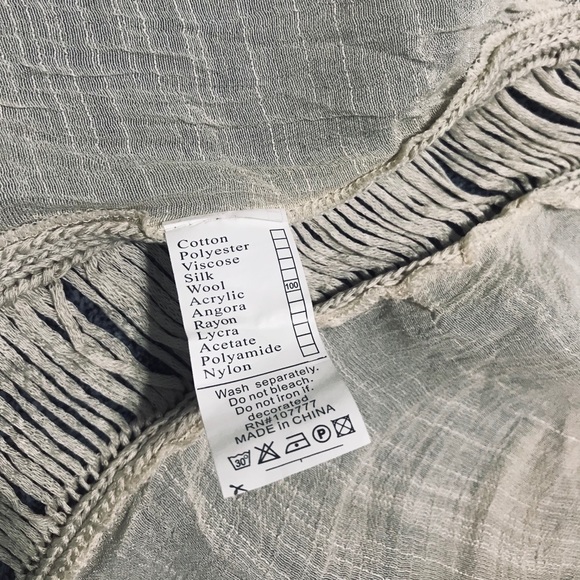 Cotton
Polyester
Viscose
Silk
Wool
Acrylic 100
Angora
Rayon
Lycra
Acetate
Polyamide
Nylon
Wash separately.
Do not bleach.
Do not iron if.
decorated
RN#107777
MADE IN CHINA
30° P